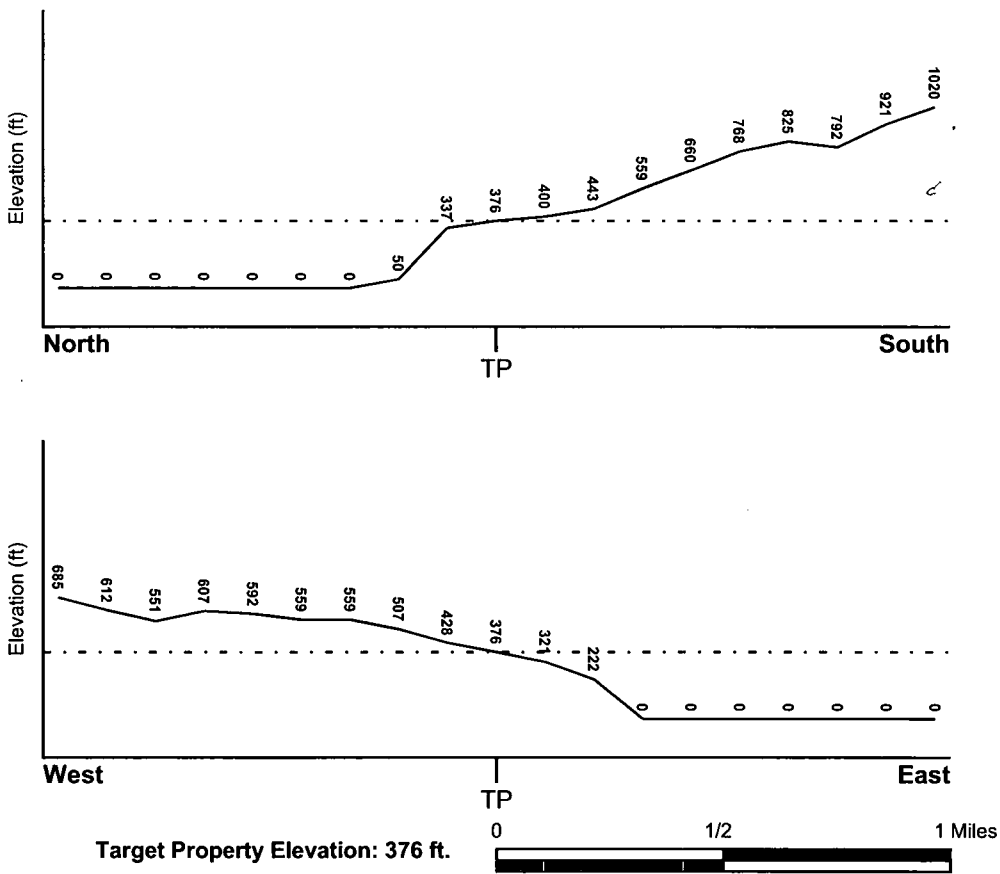 Elevation (ft)
0 0 0 0 0 0 0 50 337 376 400 443 559 660 768 825 792 921 1020
North South
TP
Elevation (ft)
685 612 551 607 592 559 559 507 428 376 321 222 0 0 0 0 0 0 0
West East
TP
0 1/2 1 Miles
Target Property Elevation: 376 ft.